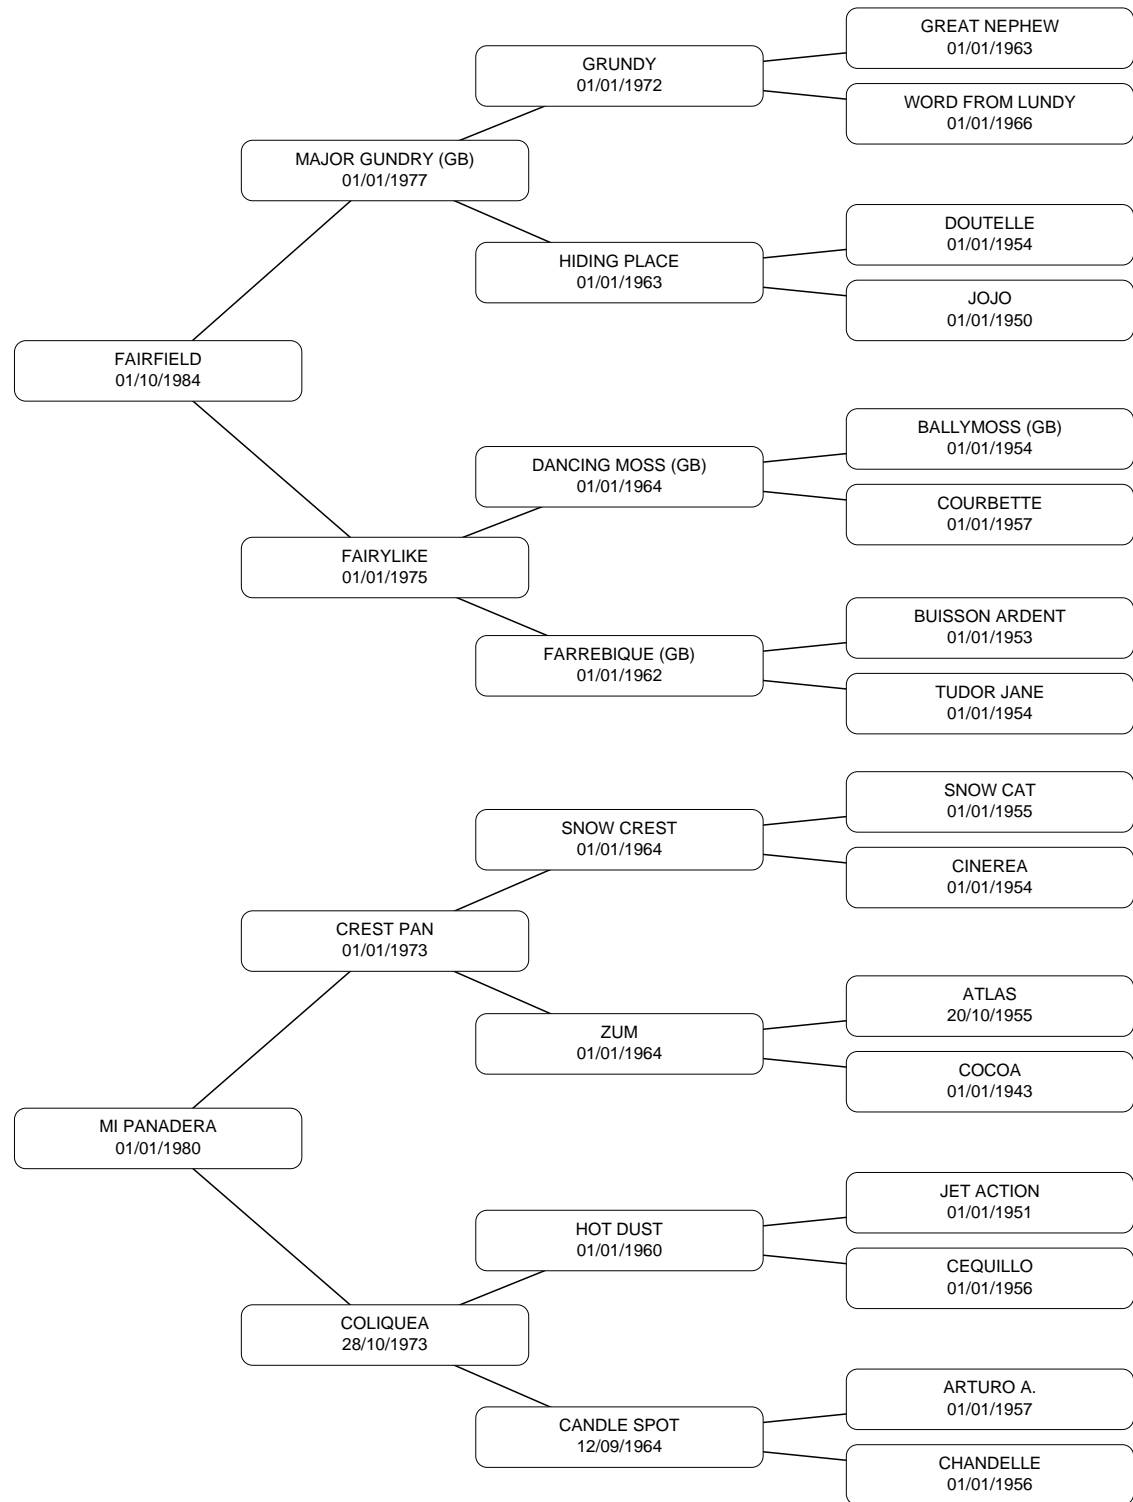 GREAT NEPHEW
01/01/1963
GRUNDY
01/01/1972
WORD FROM LUNDY
01/01/1966
MAJOR GUNDRY (GB)
01/01/1977
DOUTELLE
01/01/1954
HIDING PLACE
01/01/1963
JOJO
01/01/1950
FAIRFIELD
01/10/1984
BALLYMOSS (GB)
01/01/1954
DANCING MOSS (GB)
01/01/1964
COURBETTE
01/01/1957
FAIRYLIKE
01/01/1975
BUISSON ARDENT
01/01/1953
FARREBIQUE (GB)
01/01/1962
TUDOR JANE
01/01/1954
SNOW CAT
01/01/1955
SNOW CREST
01/01/1964
CINEREA
01/01/1954
CREST PAN
01/01/1973
ATLAS
20/10/1955
ZUM
01/01/1964
COCOA
01/01/1943
MI PANADERA
01/01/1980
JET ACTION
01/01/1951
HOT DUST
01/01/1960
CEQUILLO
01/01/1956
COLIQUEA
28/10/1973
ARTURO A.
01/01/1957
CANDLE SPOT
12/09/1964
CHANDELLE
01/01/1956